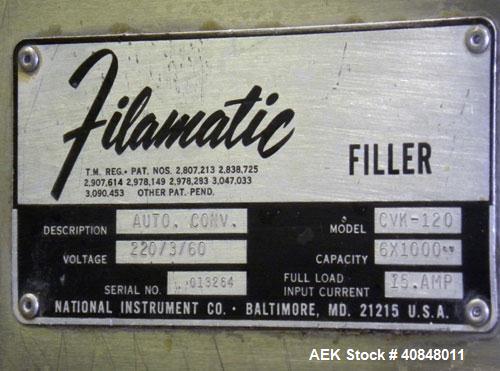 Filamatic
FILLER
T.M. REG. • PAT. NOS. 2,807,213 2,838,725
2,907,614 2,978,149 2,978,293 3,047,033
3,090,453 OTHER PAT. PEND.
DESCRIPTION AUTO. CONV. MODEL CVK-120
VOLTAGE 220/3/60 CAPACITY 6X1000
SERIAL NO. 013264 FULL LOAD INPUT CURRENT 15.AMP
NATIONAL INSTRUMENT CO. • BALTIMORE, MD. 21215 U.S.A.
AEK Stock # 40848011